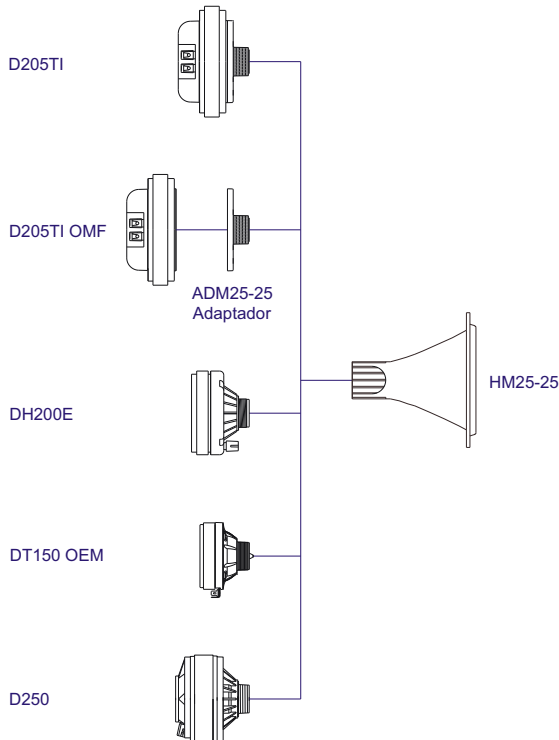 D205TI
D205TI OMF
ADM25-25
Adaptador
HM25-25
DH200E
DT150 OEM
D250